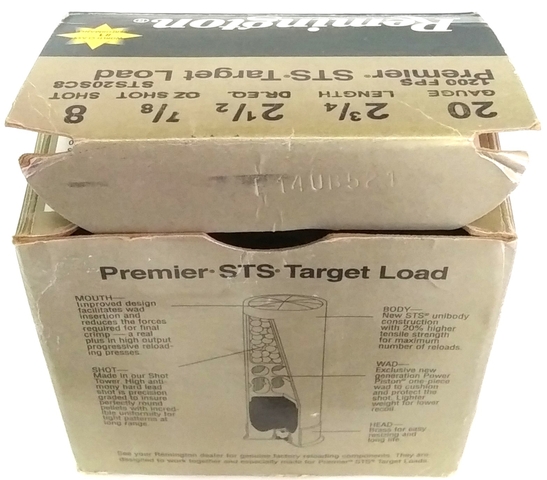 Remington®
Premier® STS® Target Load
1200 FPS STS20SC8
20 2 3/4 2 1/2 7/8 8
GAUGE LENGTH DR.EQ. OZ SHOT SHOT
Premier® STS® Target Load
MOUTH—
Improved design
facilitates wad
insertion and
reduces the forces
required for final
crimp — a real
plus in high output
progressive reload-
ing presses.
SHOT—
Made in our Shot
Tower. High anti-
mony hard lead
shot is precision
graded to insure
perfectly round
pellets with incred-
ible uniformity for
tight patterns at
long range.
BODY—
New STS® unibody
construction
with 20% higher
tensile strength
for maximum
number of reloads.
WAD—
Exclusive new
generation Power
Piston® one-piece
wad to cushion
and protect the
shot. Lighter
weight for lower
recoil.
HEAD—
Brass for easy
resizing and
long life.
See your Remington dealer for genuine factory reloading components. They are
designed to work together and especially made for Premier® STS® Target Loads.